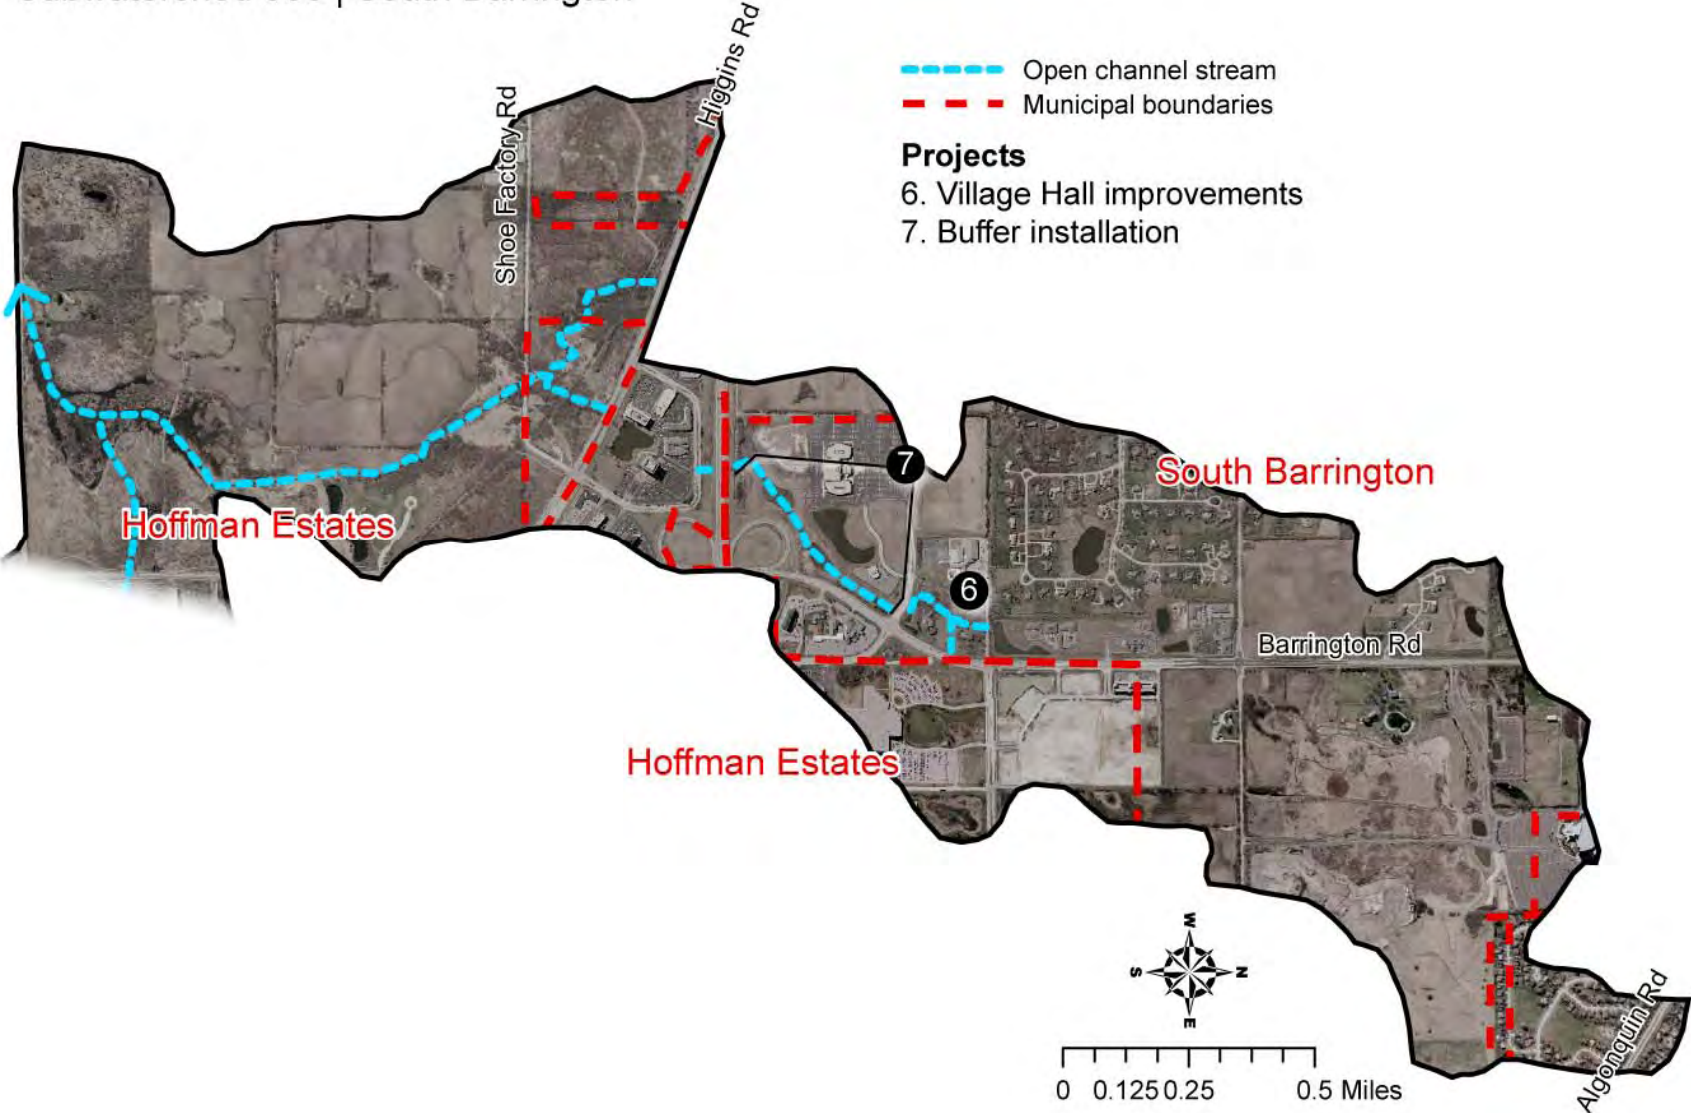 Higgins Rd
Open channel stream
Municipal boundaries
Projects
6. Village Hall improvements
7. Buffer installation
Shoe Factory Rd
7
South Barrington
Hoffman Estates
6
Barrington Rd
Hoffman Estates
W
S N
E
0 0.125 0.25 0.5 Miles
Algonquin Rd